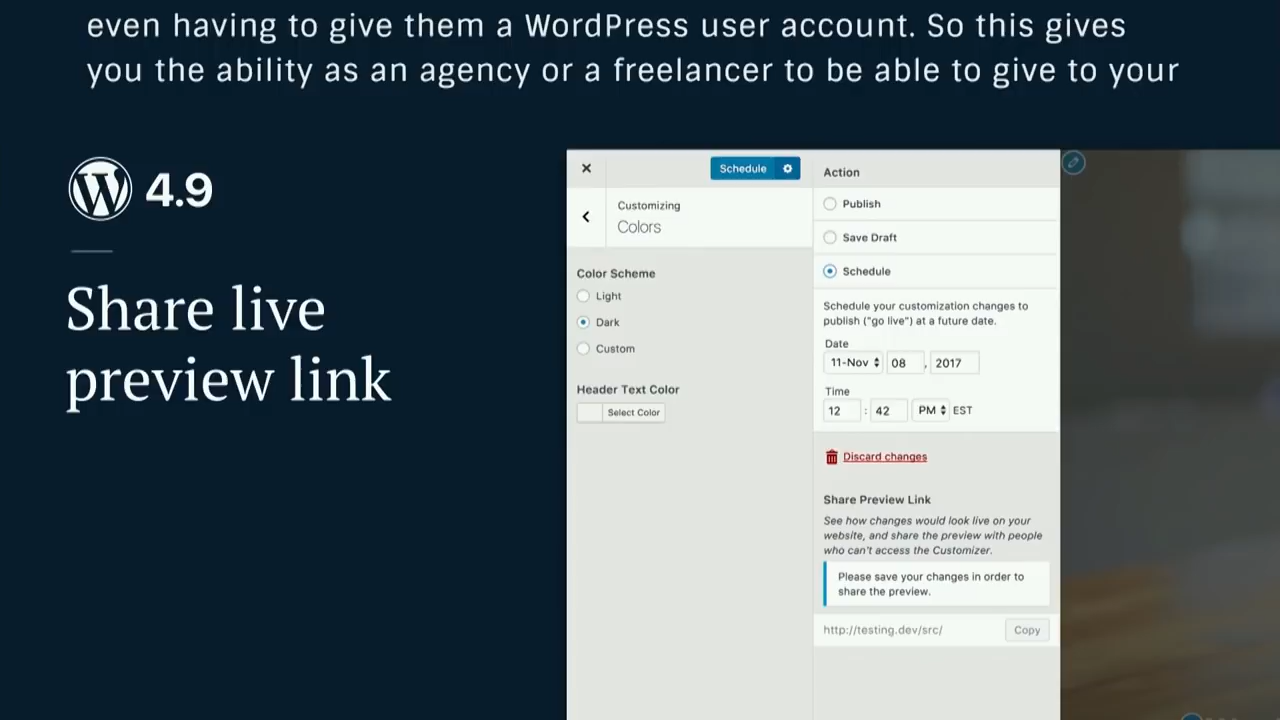 even having to give them a WordPress user account. So this gives
you the ability as an agency or a freelancer to be able to give to your
4.9
Share live
preview link
Schedule
Customizing
Colors
Color Scheme
Light
Dark
Custom
Header Text Color
Select Color
Action
Publish
Save Draft
Schedule
Schedule your customization changes to
publish ("go live") at a future date.
Date
11-Nov 08 , 2017
Time
12 : 42 PM EST
Discard changes
Share Preview Link
See how changes would look live on your
website, and share the preview with people
who can't access the Customizer.
Please save your changes in order to
share the preview.
http://testing.dev/src/ Copy